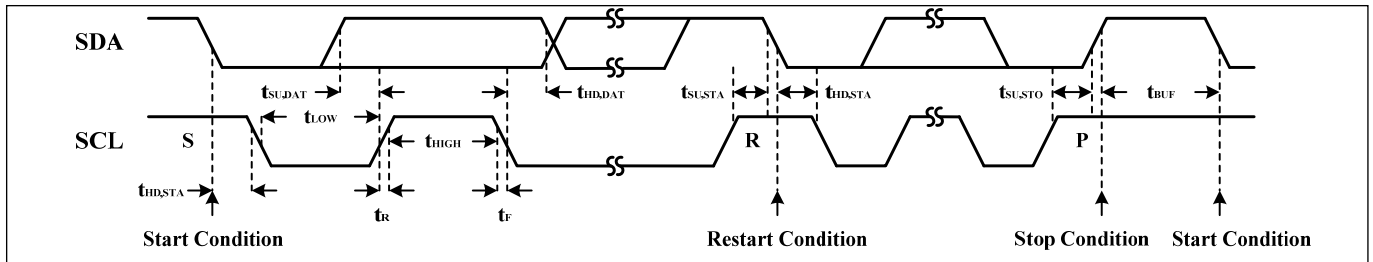 SDA
tSU,DAT tHD,DAT tSU,STA tHD,STA tSU,STO tBUF
tLOW
SCL S tHIGH R P
tHD,STA
tR tF
Start Condition Restart Condition Stop Condition Start Condition